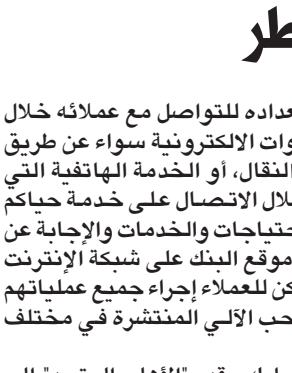 عداده للتواصل مع عملائه خلال
وات الالكترونية سواء عن طريق
النقال، أو الخدمة الهاتفية التي
لال الاتصال على خدمة حياكم
حتياجات والخدمات والإجابة عن
موقع البنك على شبكة الإنترنت
كن للعملاء إجراء جميع عملياتهم
حب الآلي المنتشرة في مختلف